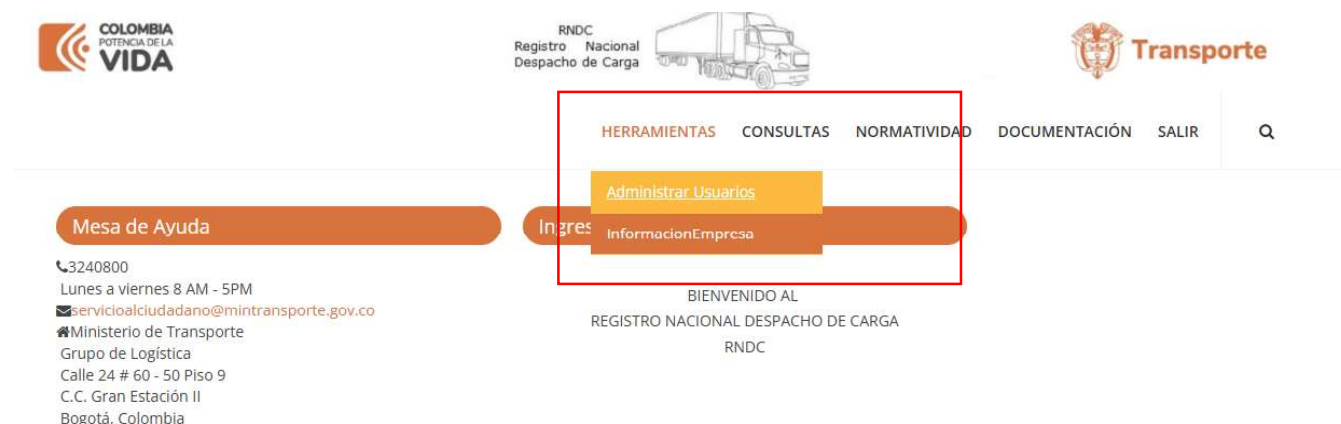 COLOMBIA
POTENCIA DE LA
VIDA
RNDC
Registro Nacional
Despacho de Carga
Transporte
HERRAMIENTAS CONSULTAS NORMATIVIDAD DOCUMENTACIÓN SALIR
Administrar Usuarios
InformacionEmpresa
Mesa de Ayuda
Ingres
3240800
Lunes a viernes 8 AM - 5PM
servicioalciudadano@mintransporte.gov.co
Ministerio de Transporte
Grupo de Logística
Calle 24 # 60 - 50 Piso 9
C.C. Gran Estación II
Bogotá, Colombia
BIENVENIDO AL
REGISTRO NACIONAL DESPACHO DE CARGA
RNDC